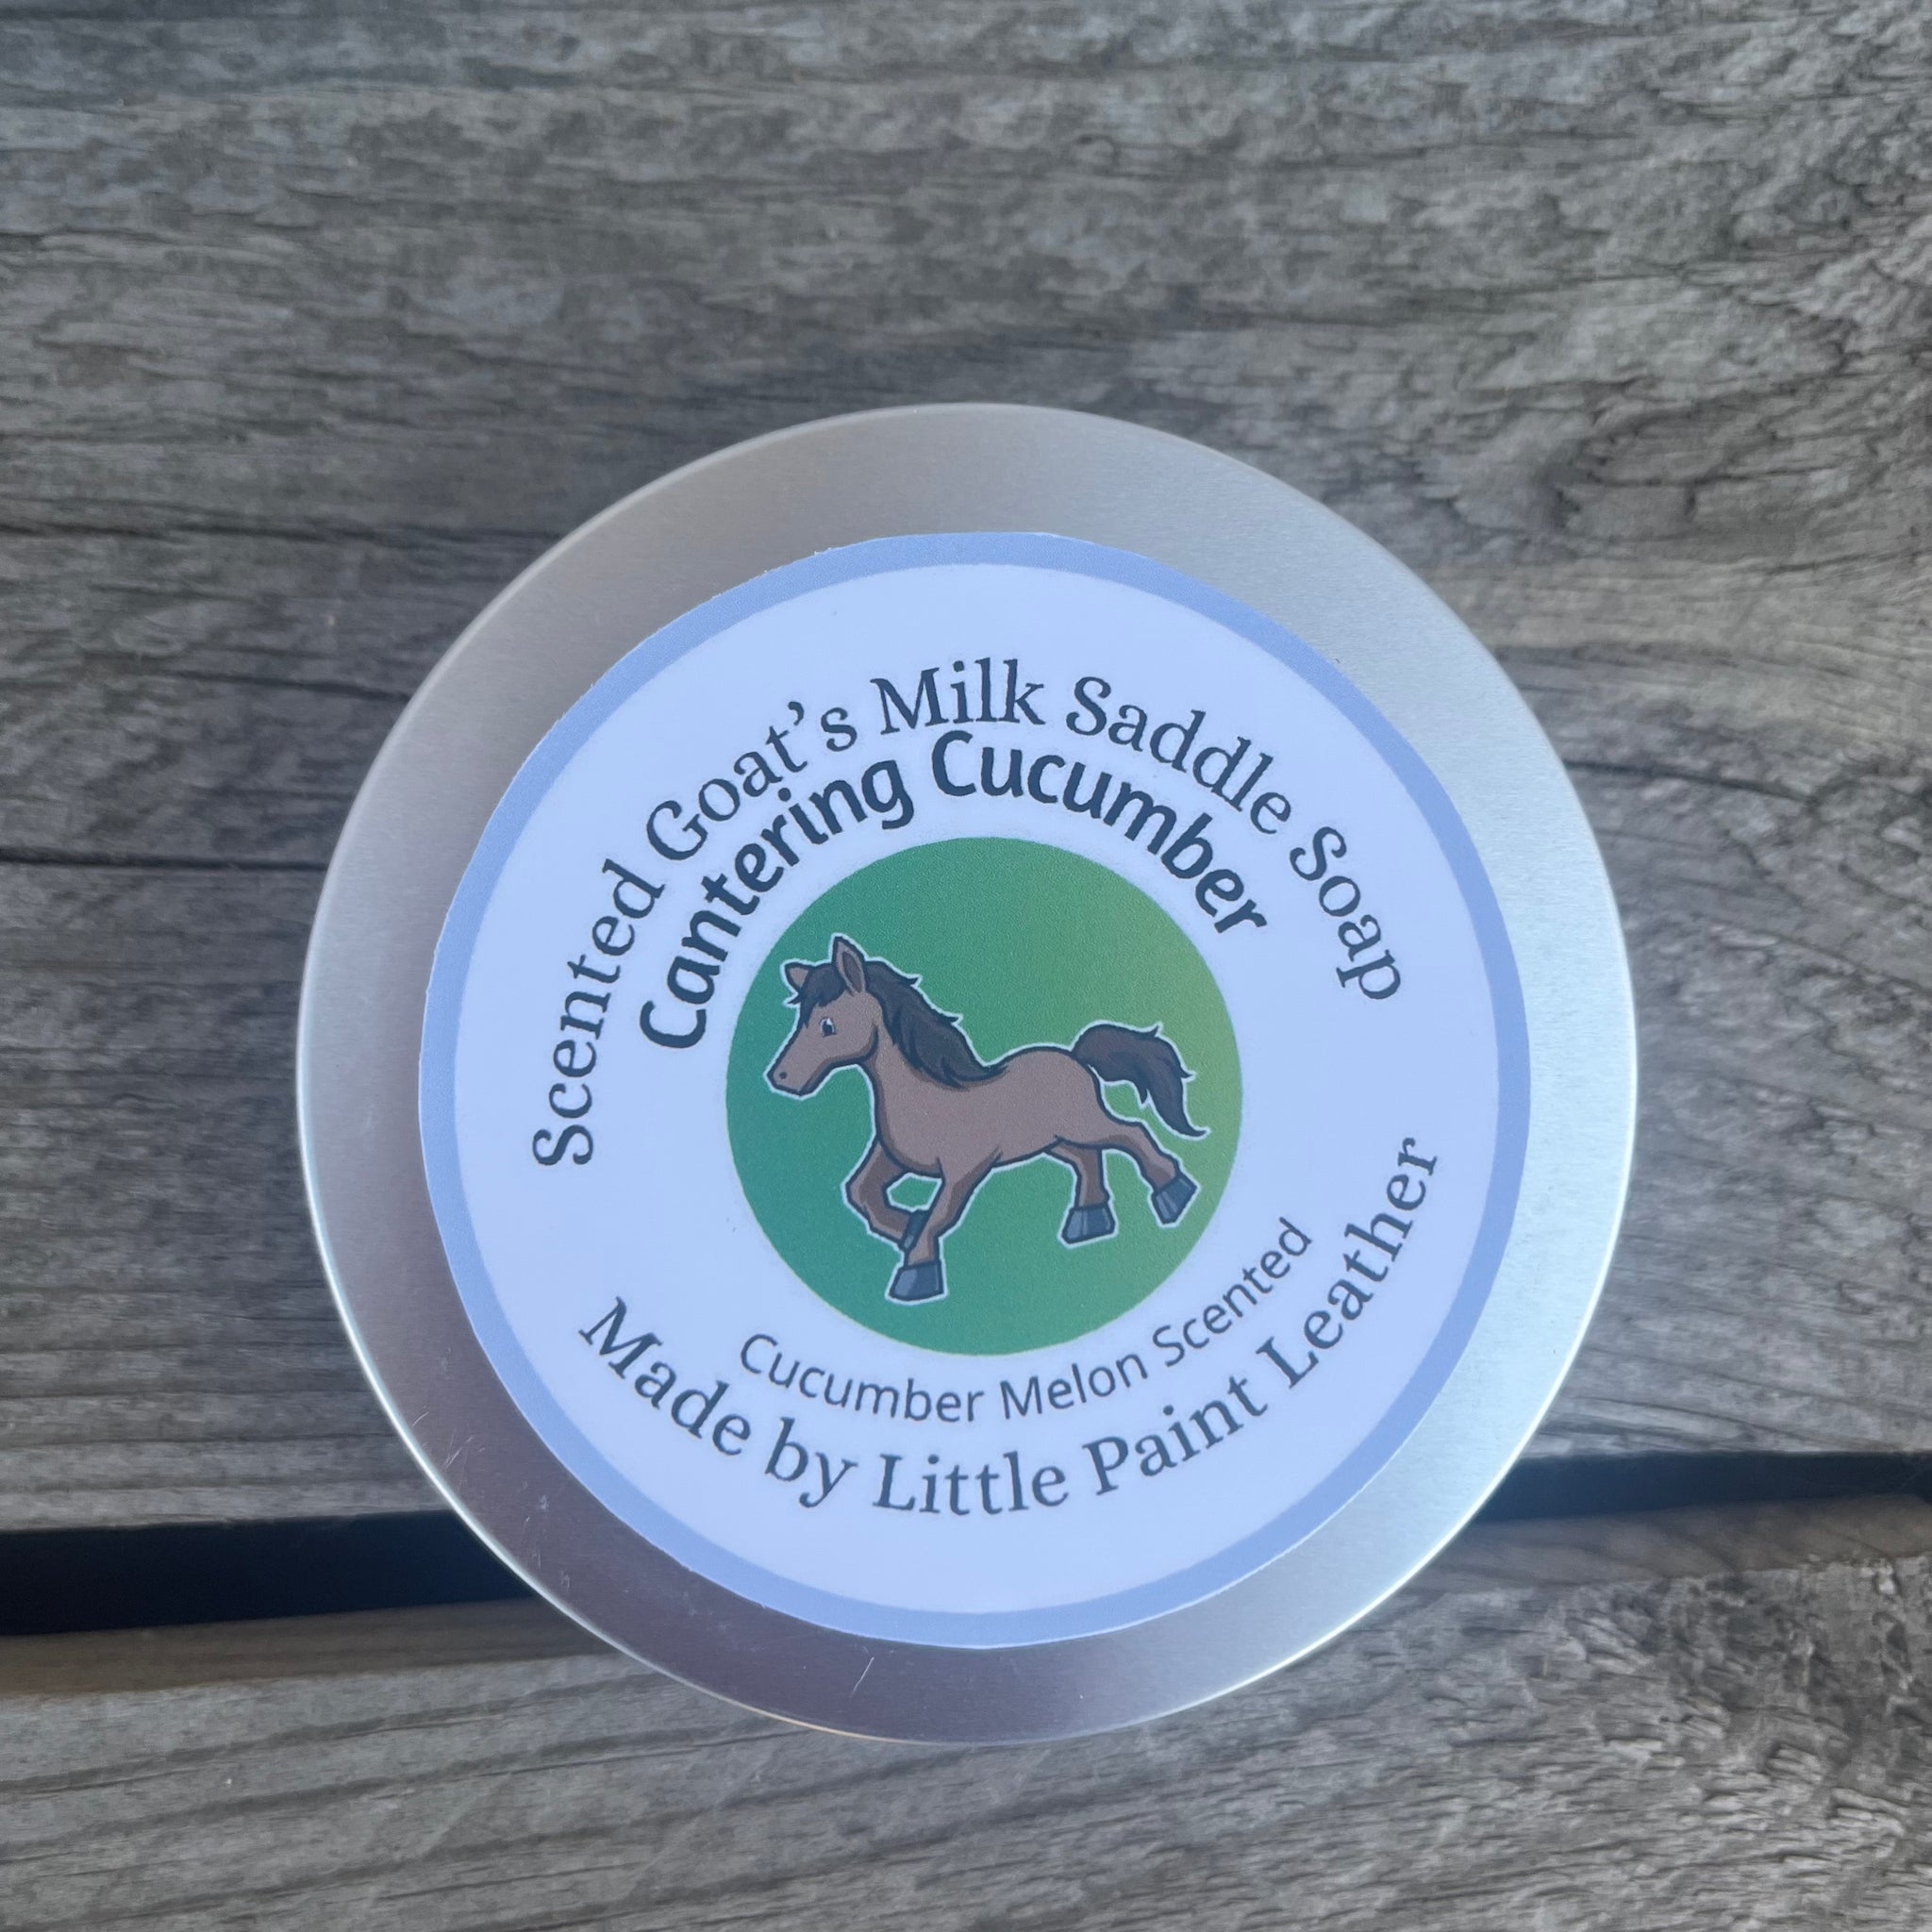 Scented Goat's Milk Saddle Soap
Cantering Cucumber
Cucumber Melon Scented
Made by Little Paint Leather